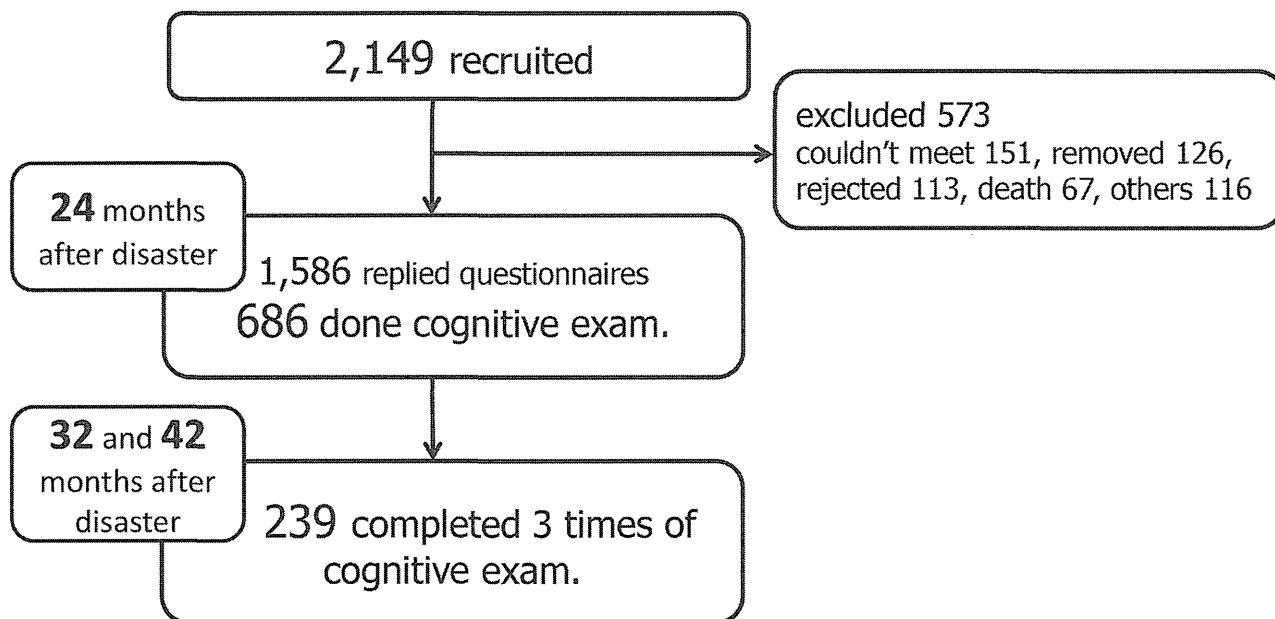 2,149 recruited
excluded 573
couldn't meet 151, removed 126,
rejected 113, death 67, others 116
24 months
after disaster
1,586 replied questionnaires
686 done cognitive exam.
32 and 42
months after
disaster
239 completed 3 times of
cognitive exam.